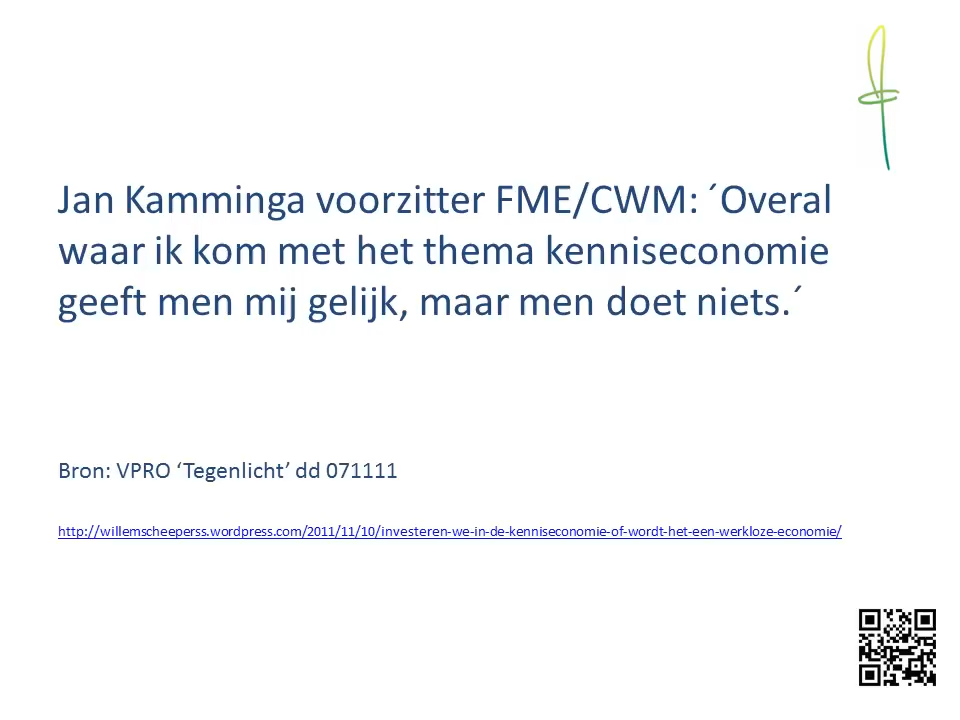 Jan Kamminga voorzitter FME/CWM: ´Overal
waar ik kom met het thema kenniseconomie
geeft men mij gelijk, maar men doet niets.´
Bron: VPRO ‘Tegenlicht’ dd 071111
http://willemscheeperss.wordpress.com/2011/11/10/investeren-we-in-de-kenniseconomie-of-wordt-het-een-werkloze-economie/